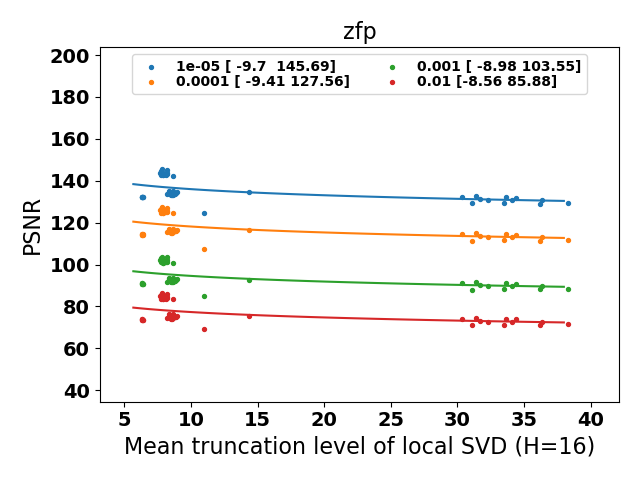 zfp
1e-05 [ -9.7  145.69]
0.0001 [ -9.41 127.56]
0.001 [ -8.98 103.55]
0.01 [-8.56 85.88]
200
180
160
140
120
100
80
60
40
PSNR
5 10 15 20 25 30 35 40
Mean truncation level of local SVD (H=16)